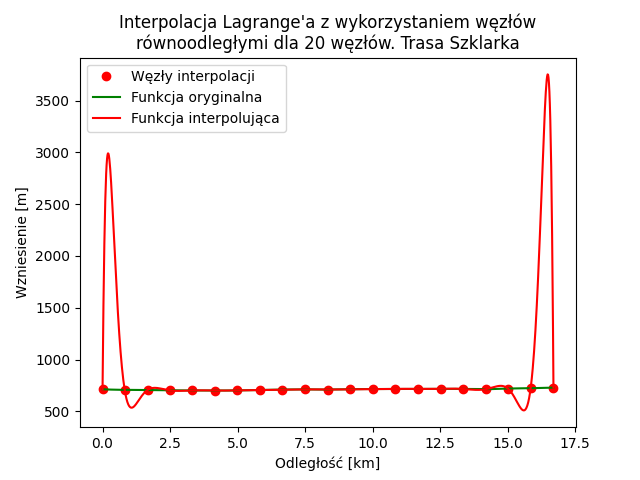 Interpolacja Lagrange'a z wykorzystaniem węzłów
równoodległymi dla 20 węzłów. Trasa Szklarka
Węzły interpolacji
Funkcja oryginalna
Funkcja interpolująca
Wzniesienie [m]
3500
3000
2500
2000
1500
1000
500
0.0 2.5 5.0 7.5 10.0 12.5 15.0 17.5
Odległość [km]